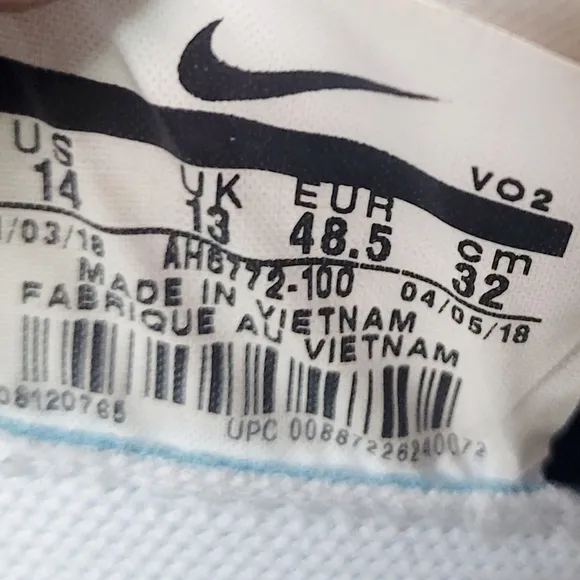 VO2
US UK EUR cm
14 13 48.5 32
/03/18 AH6772-100 04/05/18
MADE IN VIETNAM
FABRIQUE AU VIETNAM
08120765 UPC 00887226240072